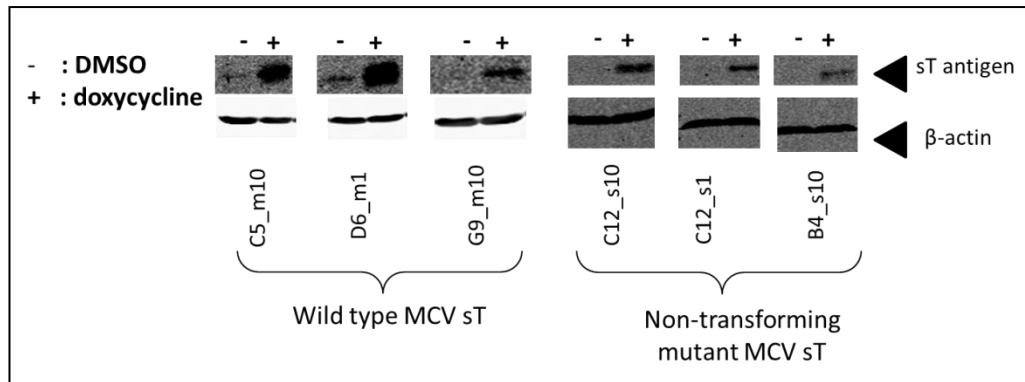 - + - + - + - + - + - +
- : DMSO
+ : doxycycline
sT antigen
β-actin
C5_m10
D6_m1
G9_m10
C12_s10
C12_s1
B4_s10
Wild type MCV sT
Non-transforming
mutant MCV sT